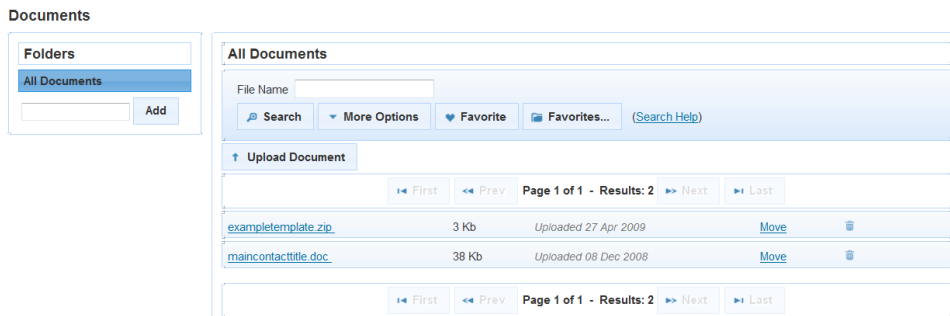 Documents
Folders
All Documents
Add
All Documents
File Name
Search More Options Favorite Favorites... (Search Help)
Upload Document
First Prev Page 1 of 1 - Results: 2 Next Last
exampletemplate.zip 3 Kb Uploaded 27 Apr 2009 Move
maincontacttitle.doc 38 Kb Uploaded 08 Dec 2008 Move
First Prev Page 1 of 1 - Results: 2 Next Last